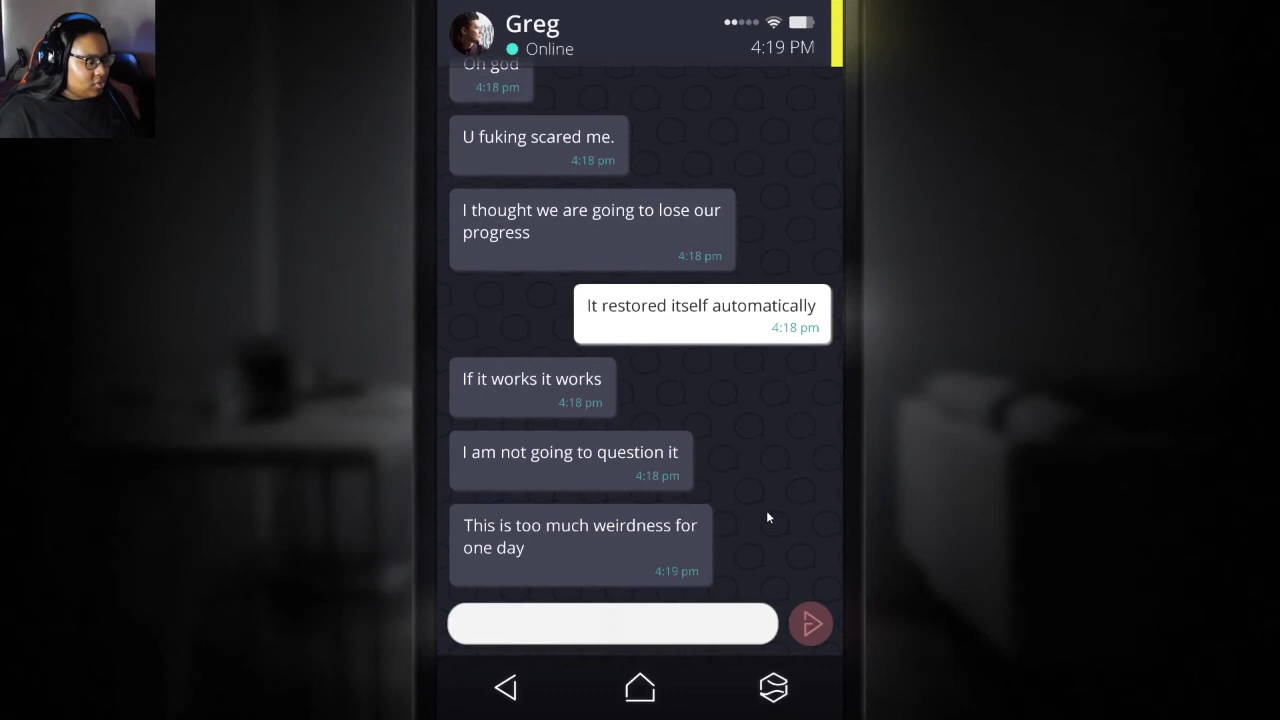 Greg
Online
4:19 PM
Oh god
4:18 pm
U fuking scared me.
4:18 pm
I thought we are going to lose our
progress
4:18 pm
It restored itself automatically
4:18 pm
If it works it works
4:18 pm
I am not going to question it
4:18 pm
This is too much weirdness for
one day
4:19 pm